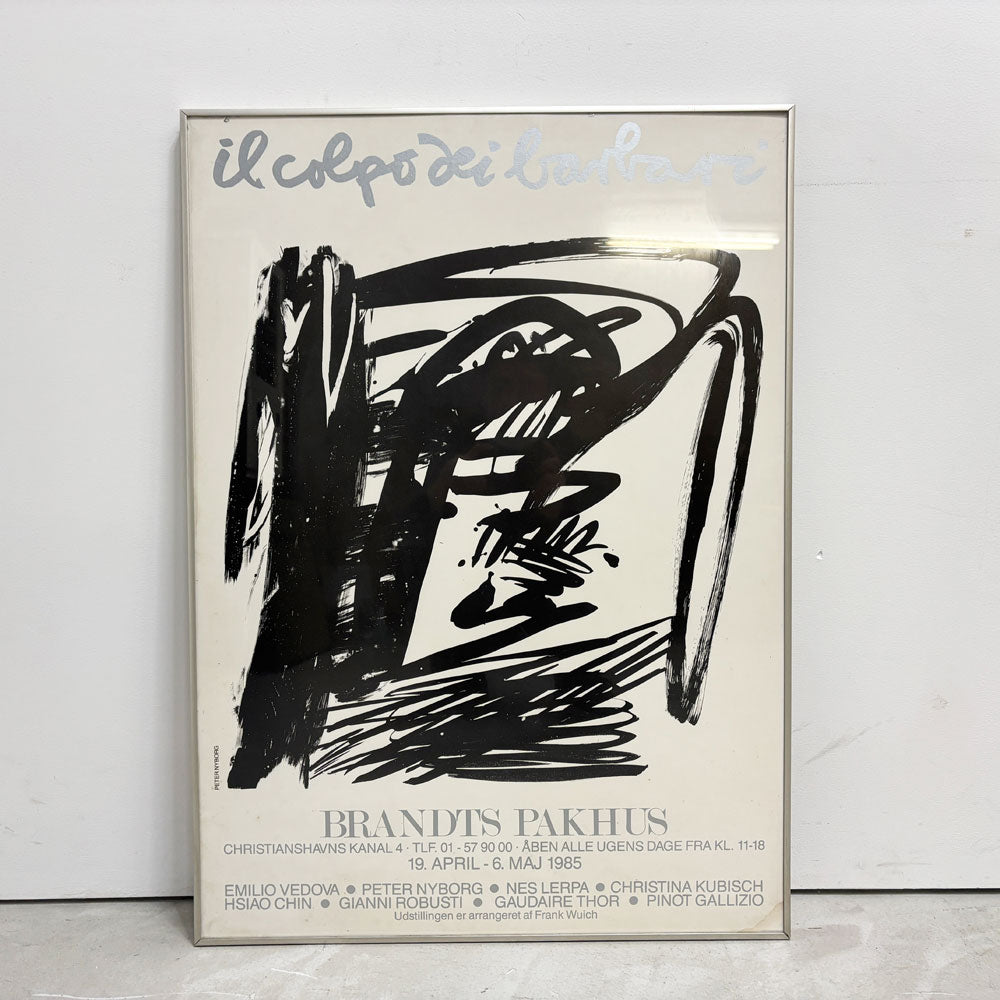 il colpo dei barbari
PETER NYBORG
BRANDTS PAKHUS
CHRISTIANSHAVNS KANAL 4 · TLF. 01 - 57 90 00 · ÅBEN ALLE UGENS DAGE FRA KL. 11-18
19. APRIL - 6. MAJ 1985
EMILIO VEDOVA ● PETER NYBORG ● NES LERPA ● CHRISTINA KUBISCH
HSIAO CHIN ● GIANNI ROBUSTI ● GAUDAIRE THOR ● PINOT GALLIZIO
Udstillingen er arrangeret af Frank Wuich